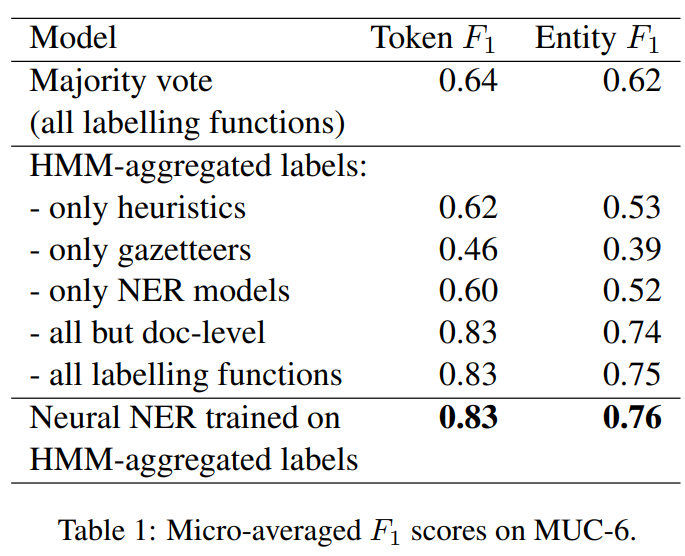 Model Token F1 Entity F1
Majority vote 0.64 0.62
(all labelling functions)
HMM-aggregated labels:
- only heuristics 0.62 0.53
- only gazetteers 0.46 0.39
- only NER models 0.60 0.52
- all but doc-level 0.83 0.74
- all labelling functions 0.83 0.75
Neural NER trained on 0.83 0.76
HMM-aggregated labels
Table 1: Micro-averaged F1 scores on MUC-6.